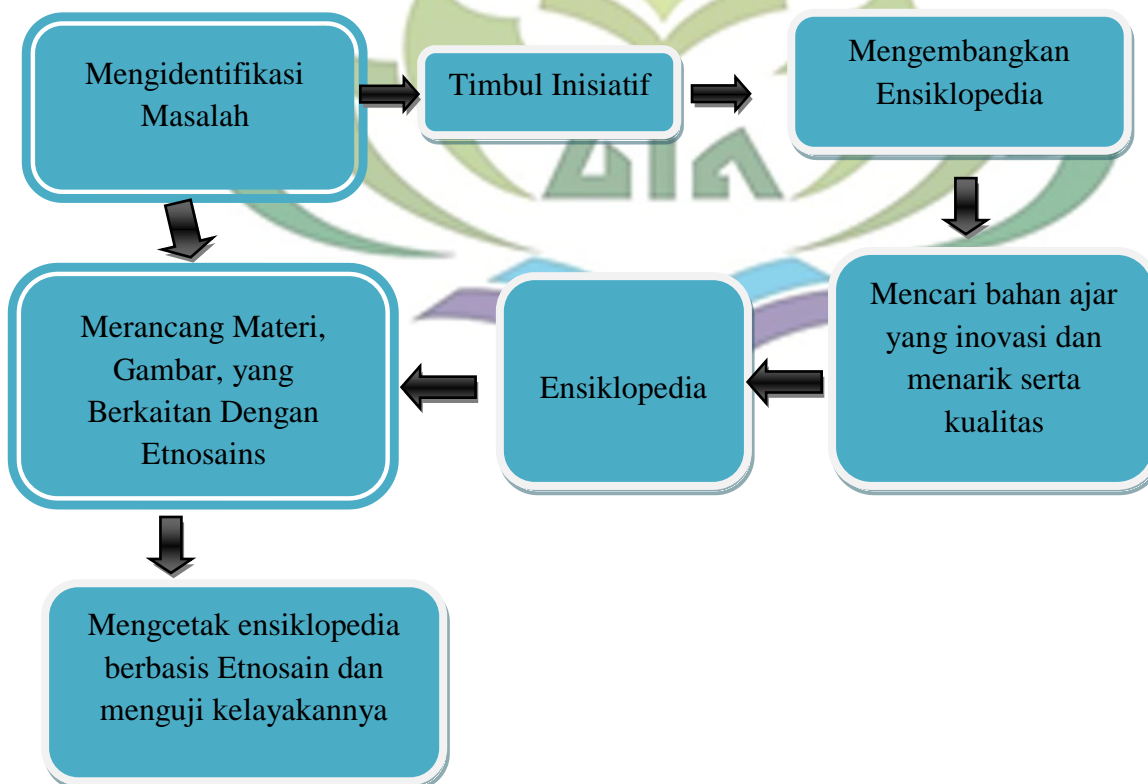 Mengidentifikasi
Masalah
Timbul Inisiatif
Mengembangkan
Ensiklopedia
Mencari bahan ajar
yang inovasi dan
menarik serta
kualitas
Ensiklopedia
Merancang Materi,
Gambar, yang
Berkaitan Dengan
Etnosains
Mengcetak ensiklopedia
berbasis Etnosain dan
menguji kelayakannya